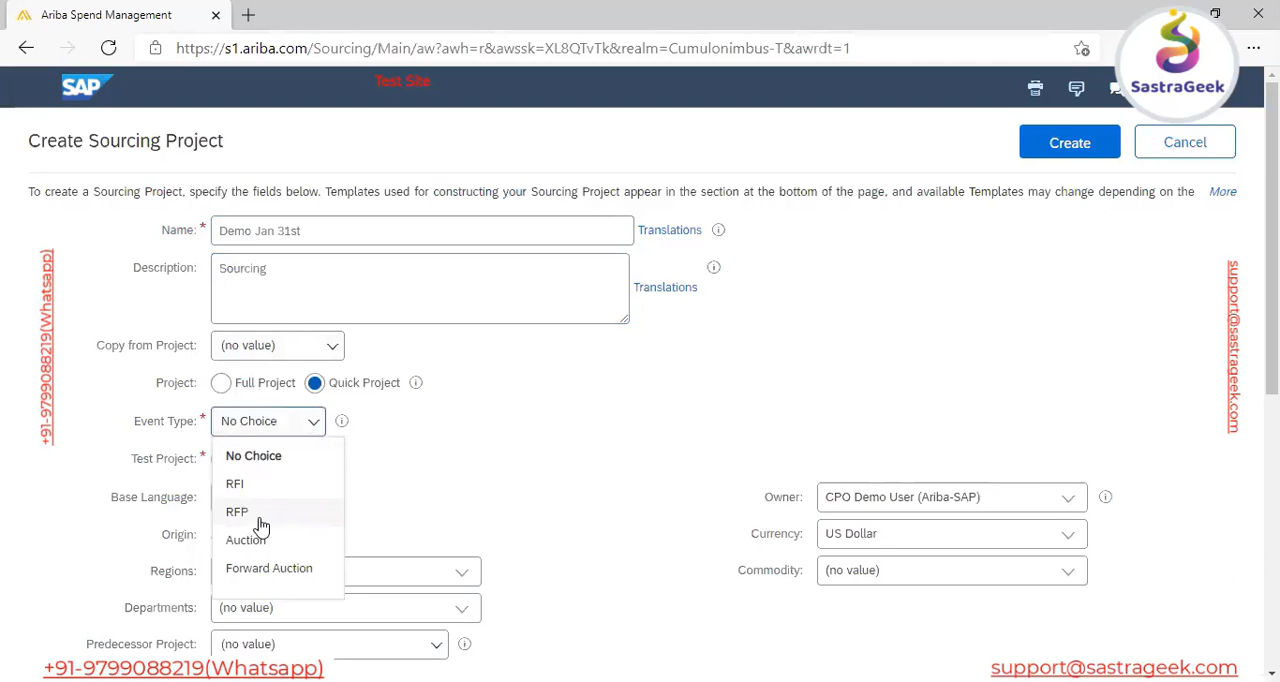 Ariba Spend Management
https://s1.ariba.com/Sourcing/Main/aw?awh=r&awssk=XL8QTvTk&realm=Cumulonimbus-T&awrdt=1
SAP
Test Site
SastraGeek
Create Sourcing Project
Create
Cancel
To create a Sourcing Project, specify the fields below. Templates used for constructing your Sourcing Project appear in the section at the bottom of the page, and available Templates may change depending on the More
Name: * Demo Jan 31st Translations
Description: Sourcing
Translations
Copy from Project: (no value)
Project: Full Project Quick Project
Event Type: * No Choice
No Choice
RFI
RFP
Auction
Forward Auction
Test Project: *
Base Language:
Origin:
Regions:
Departments: (no value)
Predecessor Project: (no value)
Owner: CPO Demo User (Ariba-SAP)
Currency: US Dollar
Commodity: (no value)
+91-9799088219(Whatsapp)
support@sastrageek.com
+91-9799088219(Whatsapp)
support@sastrageek.com